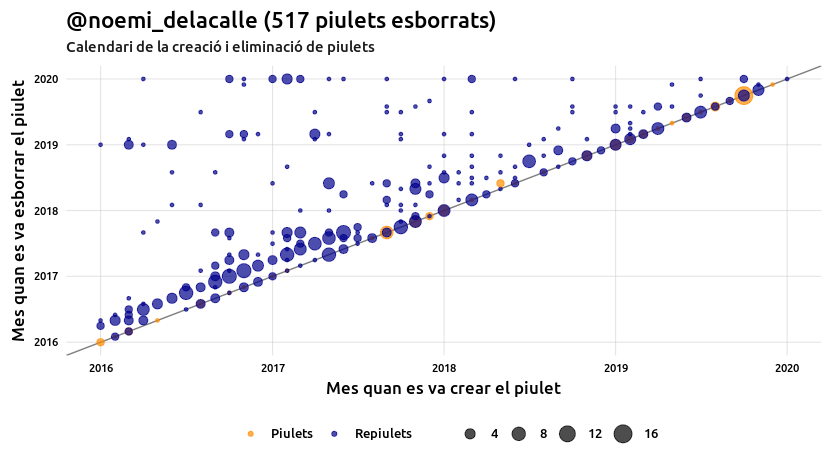 @noemi_delacalle (517 piulets esborrats)
Calendari de la creació i eliminació de piulets
Mes quan es va esborrar el piulet
2020
2019
2018
2017
2016
2016 2017 2018 2019 2020
Mes quan es va crear el piulet
Piulets Repiulets 4 8 12 16